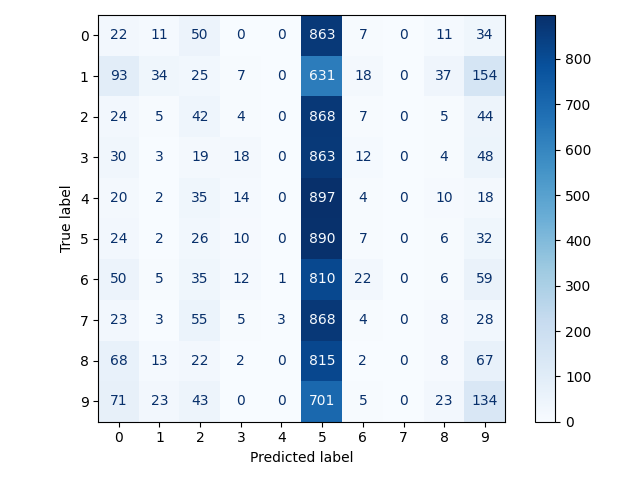 0 22 11 50 0 0 863 7 0 11 34
1 93 34 25 7 0 631 18 0 37 154
2 24 5 42 4 0 868 7 0 5 44
3 30 3 19 18 0 863 12 0 4 48
4 20 2 35 14 0 897 4 0 10 18
5 24 2 26 10 0 890 7 0 6 32
6 50 5 35 12 1 810 22 0 6 59
7 23 3 55 5 3 868 4 0 8 28
8 68 13 22 2 0 815 2 0 8 67
9 71 23 43 0 0 701 5 0 23 134
0 1 2 3 4 5 6 7 8 9
Predicted label
True label
800
700
600
500
400
300
200
100
0